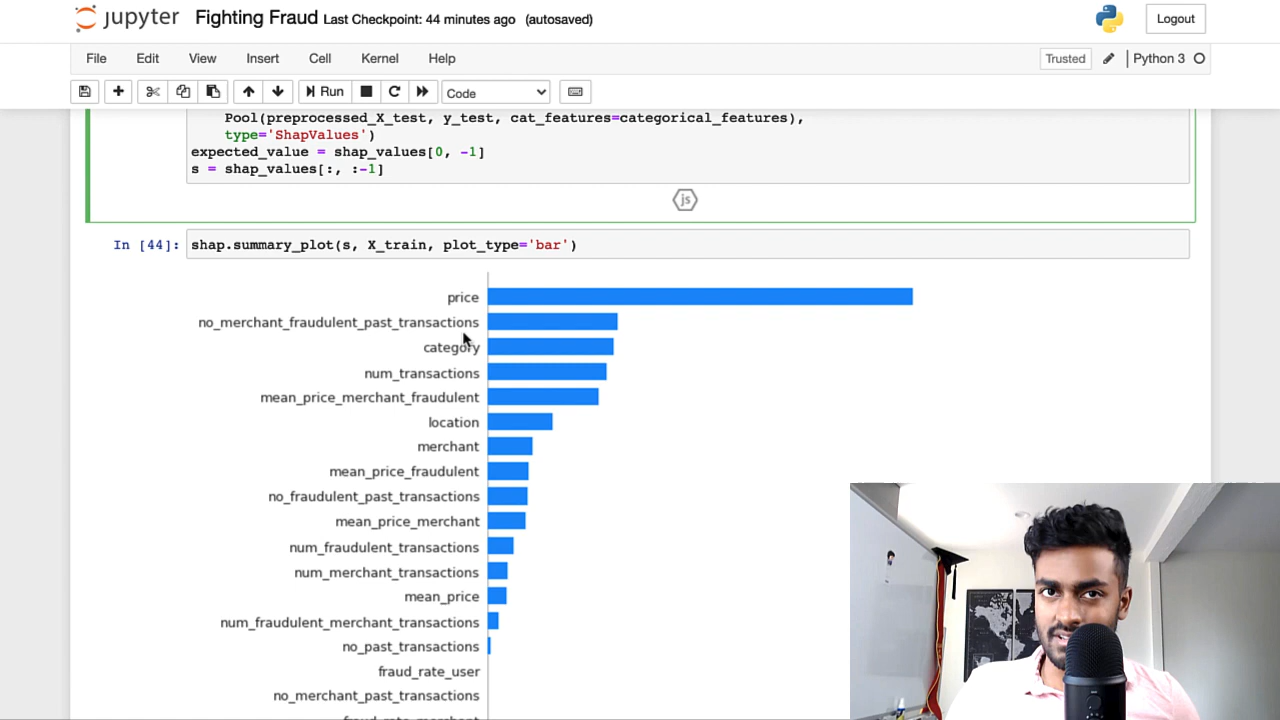 jupyter Fighting Fraud Last Checkpoint: 44 minutes ago (autosaved) Logout
File Edit View Insert Cell Kernel Help Trusted Python 3
Run Code
Pool(preprocessed_X_test, y_test, cat_features=categorical_features),
type='ShapValues')
expected_value = shap_values[0, -1]
s = shap_values[:, :-1]
js
In [44]: shap.summary_plot(s, X_train, plot_type='bar')
price
no_merchant_fraudulent_past_transactions
category
num_transactions
mean_price_merchant_fraudulent
location
merchant
mean_price_fraudulent
no_fraudulent_past_transactions
mean_price_merchant
num_fraudulent_transactions
num_merchant_transactions
mean_price
num_fraudulent_merchant_transactions
no_past_transactions
fraud_rate_user
no_merchant_past_transactions
fraud_rate_merchant